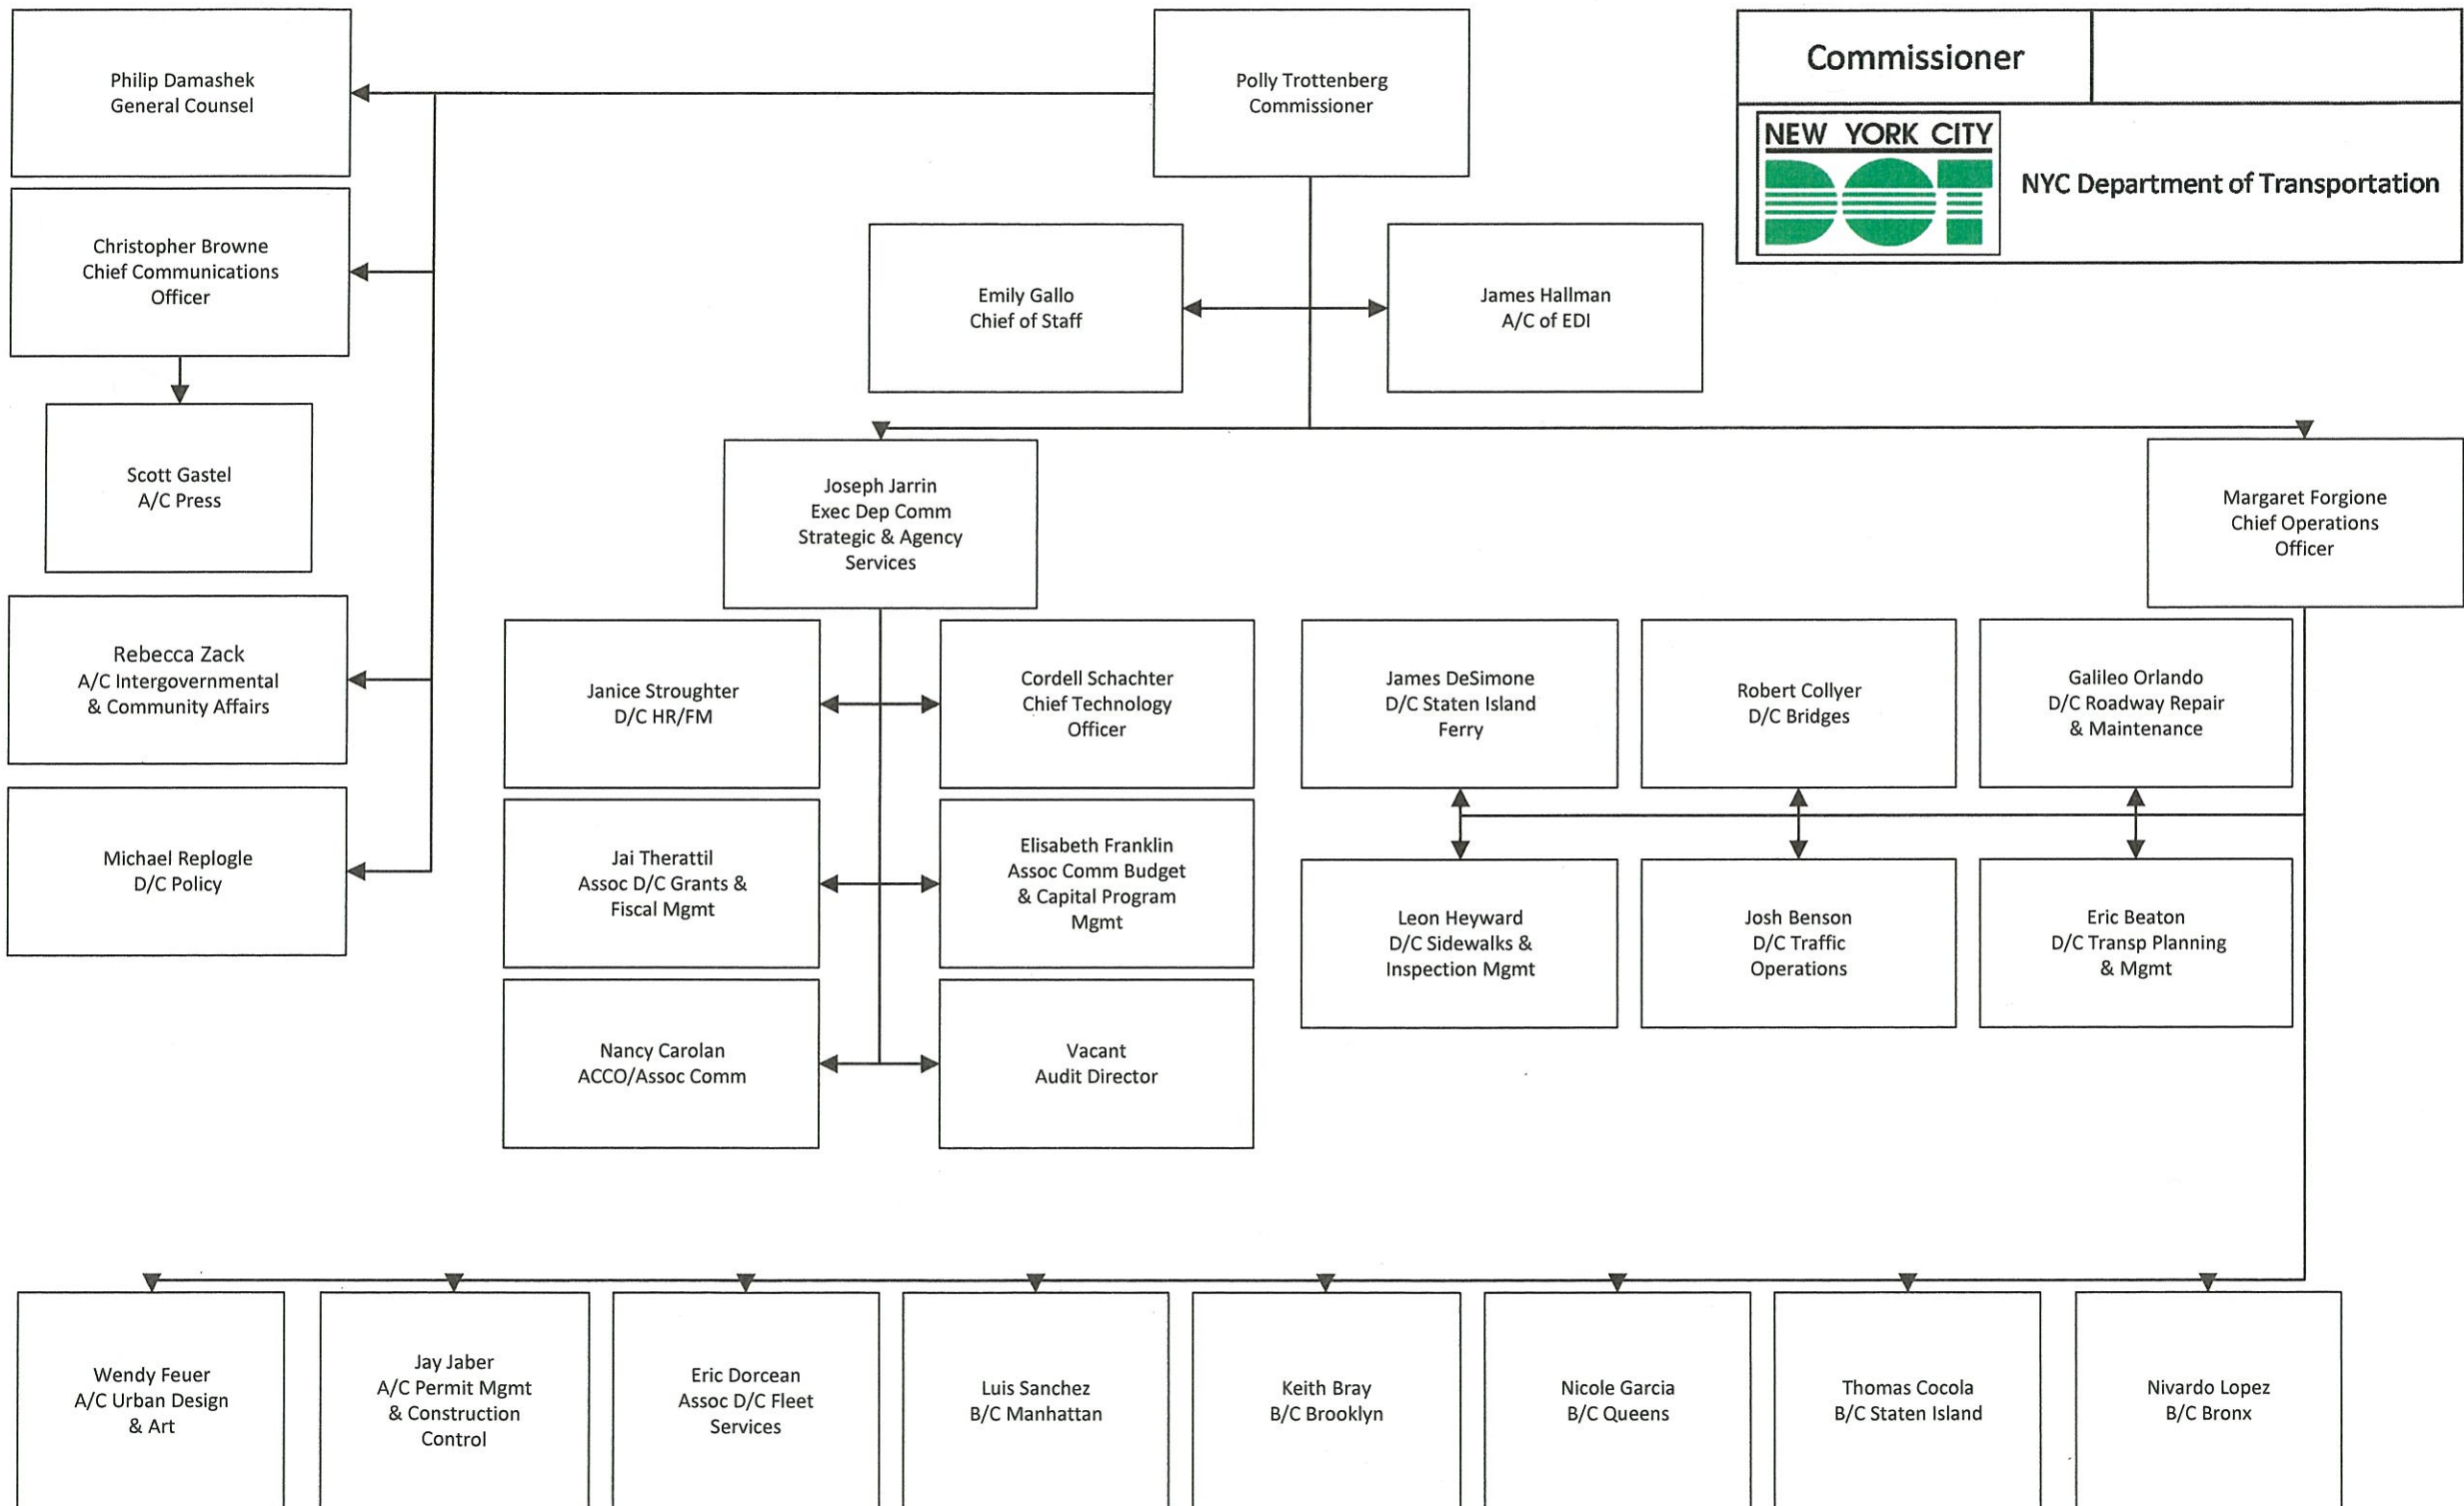 Philip Damashek
General Counsel
Polly Trottenberg
Commissioner
Commissioner
NEW YORK CITY
DOT
NYC Department of Transportation
Christopher Browne
Chief Communications
Officer
Emily Gallo
Chief of Staff
James Hallman
A/C of EDI
Scott Gastel
A/C Press
Joseph Jarrin
Exec Dep Comm
Strategic & Agency
Services
Margaret Forgione
Chief Operations
Officer
Rebecca Zack
A/C Intergovernmental
& Community Affairs
Janice Stroughter
D/C HR/FM
Cordell Schachter
Chief Technology
Officer
James DeSimone
D/C Staten Island
Ferry
Robert Collyer
D/C Bridges
Galileo Orlando
D/C Roadway Repair
& Maintenance
Michael Replogle
D/C Policy
Jai Therattil
Assoc D/C Grants &
Fiscal Mgmt
Elisabeth Franklin
Assoc Comm Budget
& Capital Program
Mgmt
Leon Heyward
D/C Sidewalks &
Inspection Mgmt
Josh Benson
D/C Traffic
Operations
Eric Beaton
D/C Transp Planning
& Mgmt
Nancy Carolan
ACCO/Assoc Comm
Vacant
Audit Director
Wendy Feuer
A/C Urban Design
& Art
Jay Jaber
A/C Permit Mgmt
& Construction
Control
Eric Dorcean
Assoc D/C Fleet
Services
Luis Sanchez
B/C Manhattan
Keith Bray
B/C Brooklyn
Nicole Garcia
B/C Queens
Thomas Cocola
B/C Staten Island
Nivardo Lopez
B/C Bronx